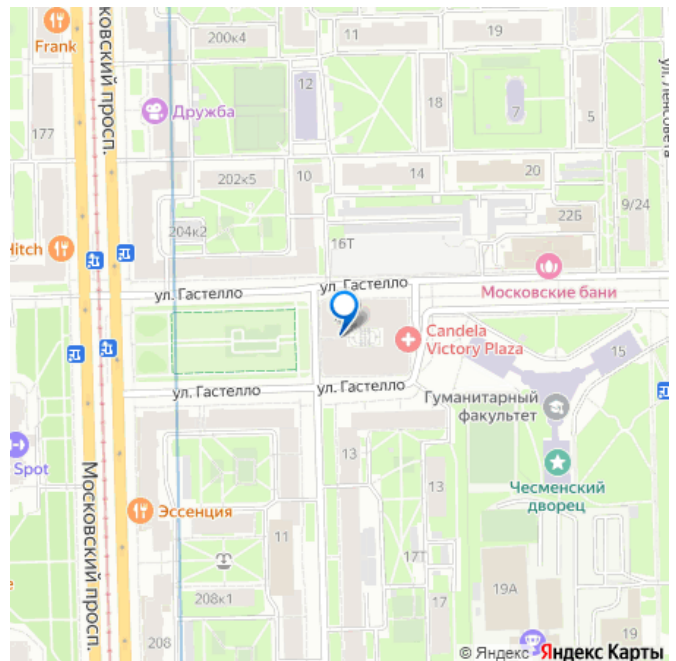 200к4
11
19
Frank
ковский просп.
12
Дружба
18
7
5
ул. Ленсовета
177
202к5
10
14
20
204к2
22Б
9/24
Hitch
16Т
ул. Гастелло
ул. Гастелло
Московские бани
Candela
Victory Plaza
15
ул. Гастелло
ул. Гастелло
Гуманитарный
факультет
Spot
Московский просп.
13
13
Чесменский
дворец
Эссенция
11
17Т
19А
208к1
17
208
19
е
© Яндекс Яндекс Карты